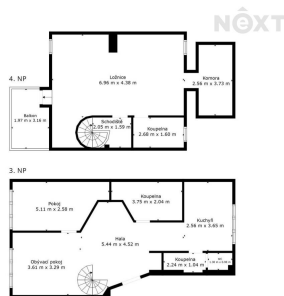 NEXT
4. NP
Ložnice
6.96 m x 4.38 m
Komora
2.56 m x 3.73 m
Balkon
1.97 m x 3.16 m
Schodiště
2.05 m x 1.59 m
Koupelna
2.68 m x 1.60 m
3. NP
Pokoj
5.11 m x 2.58 m
Koupelna
3.75 m x 2.04 m
Kuchyň
2.56 m x 3.65 m
Hala
5.44 m x 4.52 m
Obývací pokoj
3.61 m x 3.29 m
Koupelna
2.24 m x 1.04 m